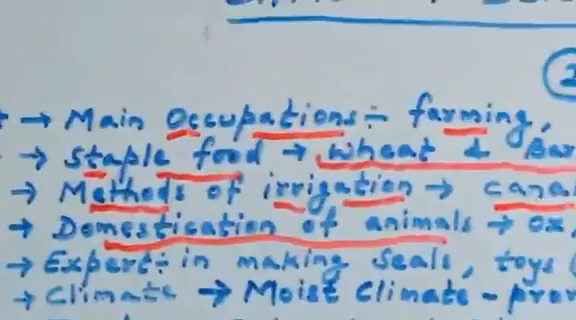 → Main Occupations:- farming,
→ Staple food → Wheat &
→ Methods of irrigation →
→ Domestication of animals → ox,
→ Expert:- in making Seals, toys
→ Climate → Moist Climate -